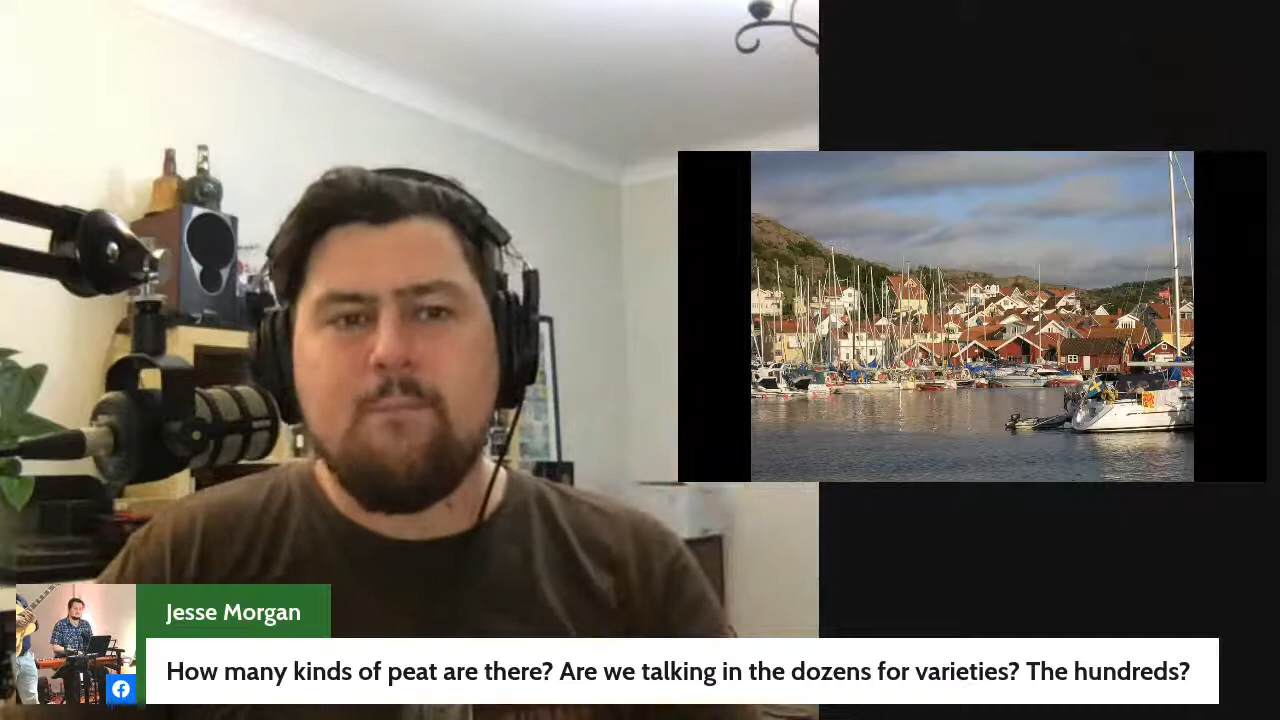 Jesse Morgan
How many kinds of peat are there? Are we talking in the dozens for varieties? The hundreds?